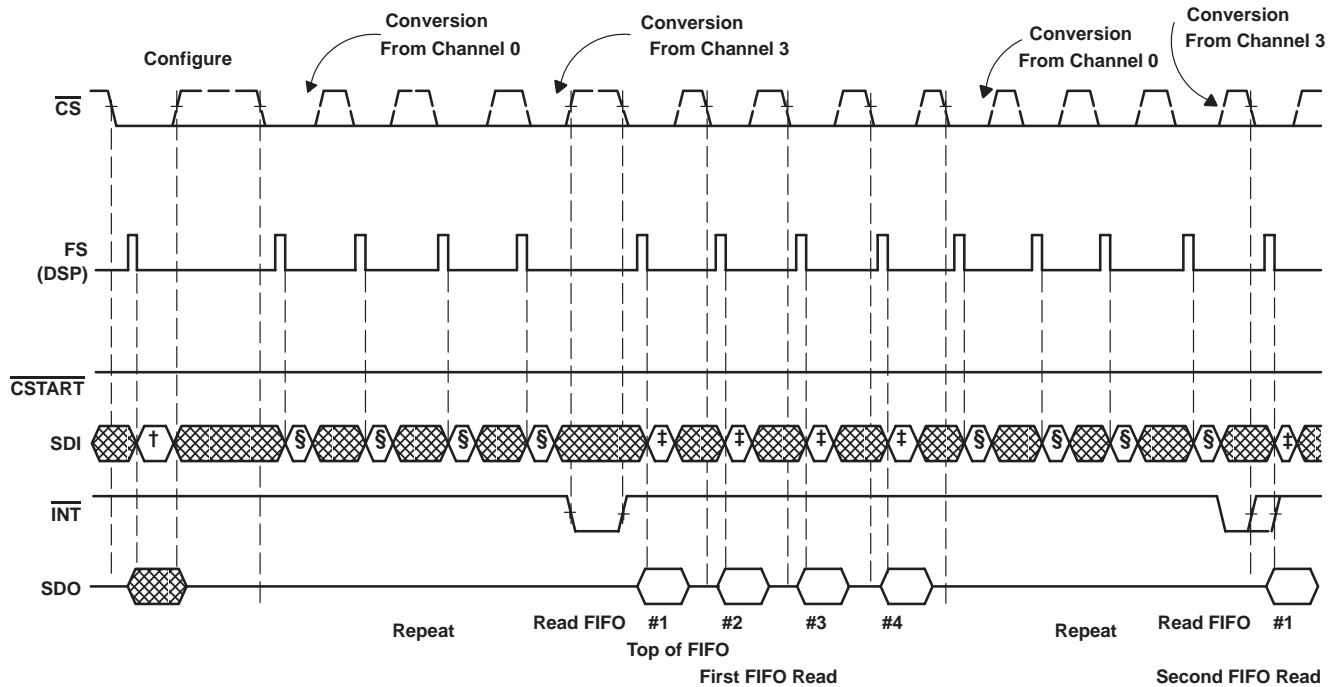 Conversion
From Channel 0
Conversion
From Channel 3
Conversion
From Channel 0
Conversion
From Channel 3
Configure
CS
FS
(DSP)
CSTART
SDI
† § § § § ‡ ‡ ‡ ‡ § § § § ‡
INT
SDO
Repeat
Read FIFO #1 #2 #3 #4
Top of FIFO
First FIFO Read
Repeat
Read FIFO #1
Second FIFO Read